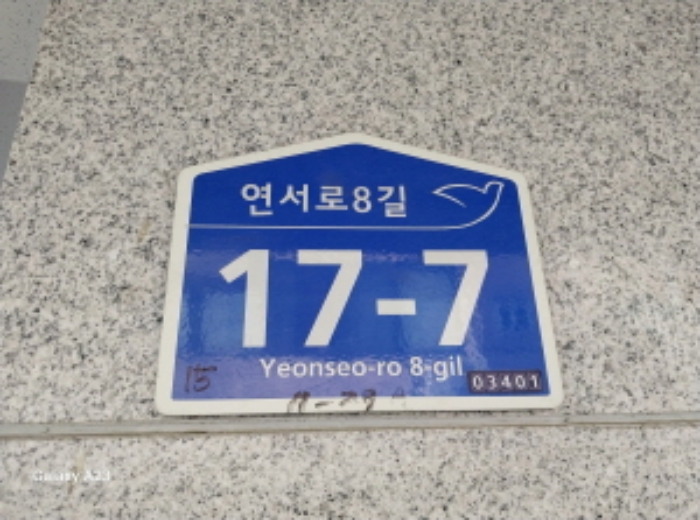 연서로8길
17-7
Yeonseo-ro 8-gil
15
03401
Galaxy A23